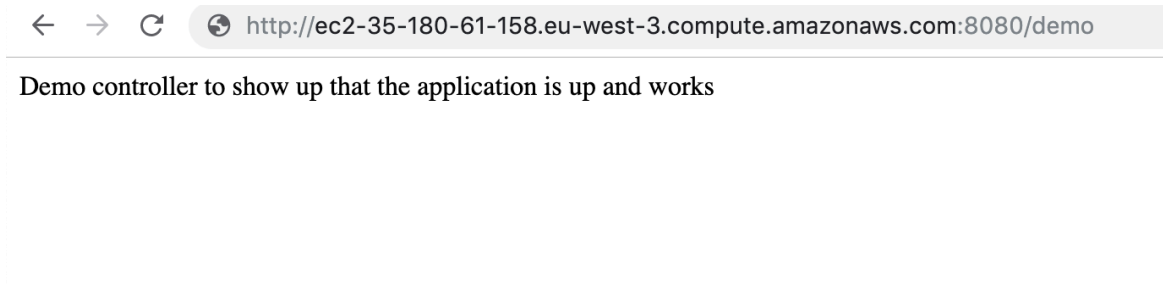 http://ec2-35-180-61-158.eu-west-3.compute.amazonaws.com:8080/demo
Demo controller to show up that the application is up and works